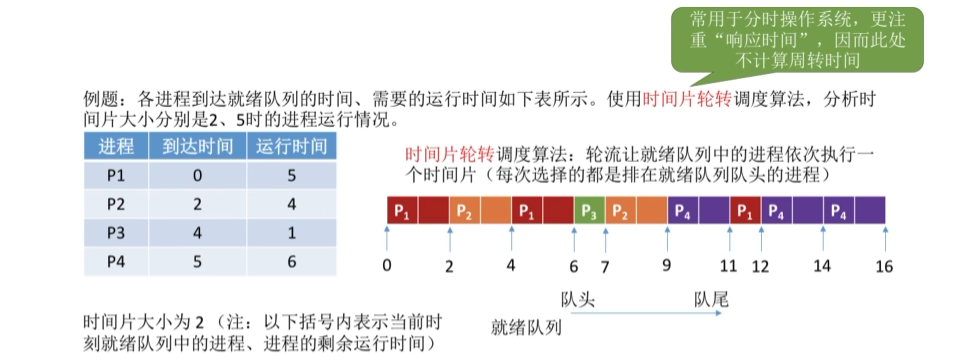 常用于分时操作系统，更注
重“响应时间”，因而此处
不计算周转时间
例题：各进程到达就绪队列的时间、需要的运行时间如下表所示。使用时间片轮转调度算法，分析时
间片大小分别是2、5时的进程运行情况。
进程 到达时间 运行时间
P1 0 5
P2 2 4
P3 4 1
P4 5 6
时间片轮转调度算法：轮流让就绪队列中的进程依次执行一
个时间片（每次选择的都是排在就绪队列队头的进程）
P1 P2 P1 P3 P2 P4 P1 P4 P4
0 2 4 6 7 9 11 12 14 16
队头 队尾
就绪队列
时间片大小为 2 （注：以下括号内表示当前时
刻就绪队列中的进程、进程的剩余运行时间）